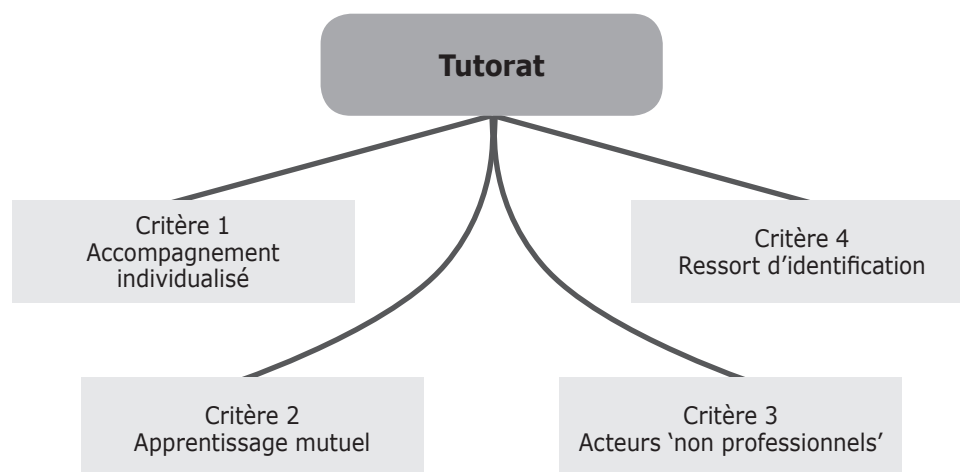 Tutorat
Critère 1
Accompagnement
individualisé
Critère 4
Ressort d’identification
Critère 2
Apprentissage mutuel
Critère 3
Acteurs ‘non professionnels’